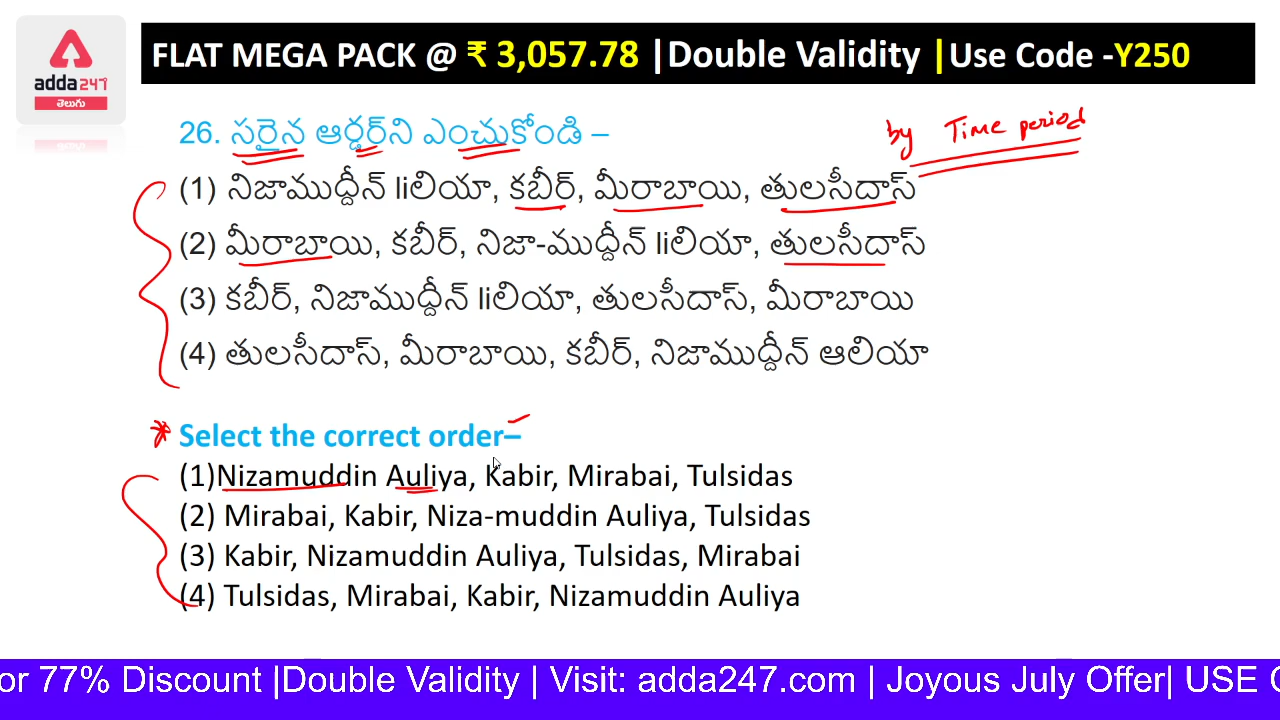 FLAT MEGA PACK @ ₹ 3,057.78 |Double Validity |Use Code -Y250
adda247
తెలుగు
26. సరైన ఆర్డర్‌ని ఎంచుకోండి –
by Time period
(1) నిజాముద్దీన్ liలియా, కబీర్, మీరాబాయి, తులసీదాస్
(2) మీరాబాయి, కబీర్, నిజా-ముద్దీన్ liలియా, తులసీదాస్
(3) కబీర్, నిజాముద్దీన్ liలియా, తులసీదాస్, మీరాబాయి
(4) తులసీదాస్, మీరాబాయి, కబీర్, నిజాముద్దీన్ ఆలియా
Select the correct order–
(1)Nizamuddin Auliya, Kabir, Mirabai, Tulsidas
(2) Mirabai, Kabir, Niza-muddin Auliya, Tulsidas
(3) Kabir, Nizamuddin Auliya, Tulsidas, Mirabai
(4) Tulsidas, Mirabai, Kabir, Nizamuddin Auliya
or 77% Discount |Double Validity | Visit: adda247.com | Joyous July Offer| USE C